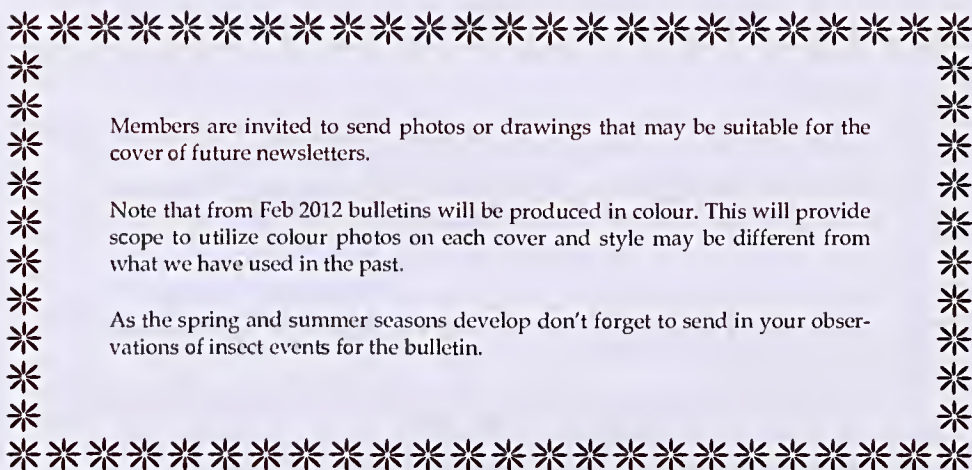 Members are invited to send photos or drawings that may be suitable for the
cover of future newsletters.
Note that from Feb 2012 bulletins will be produced in colour. This will provide
scope to utilize colour photos on each cover and style may be different from
what we have used in the past.
As the spring and summer seasons develop don't forget to send in your obser-
vations of insect events for the bulletin.